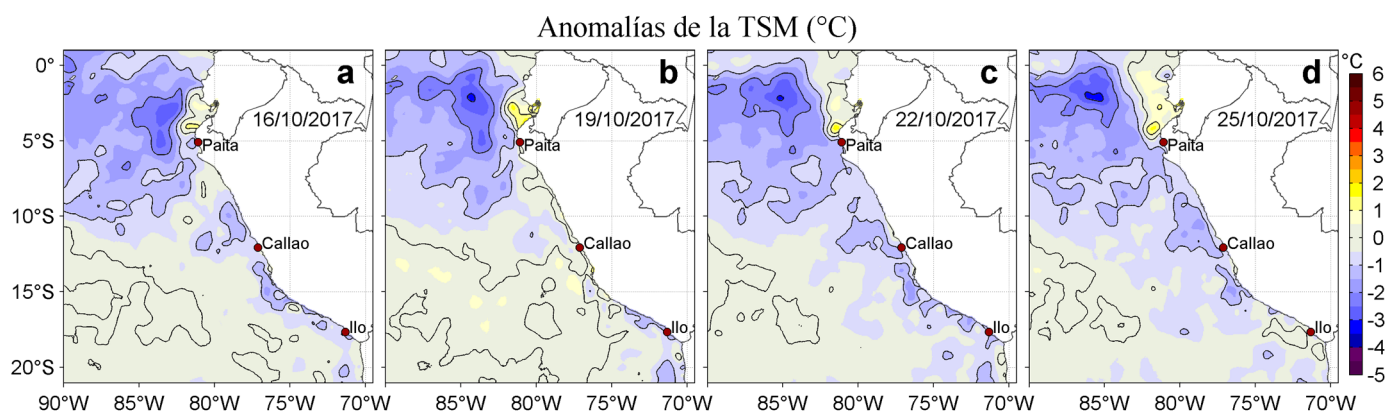 Anomalías de la TSM (°C)
a
b
c
d
°C
16/10/2017
19/10/2017
22/10/2017
25/10/2017
Paita
Paita
Paita
Paita
Callao
Callao
Callao
Callao
Ilo
Ilo
Ilo
Ilo
0°
5°S
10°S
15°S
20°S
90°W 85°W 80°W 75°W 70°W
85°W 80°W 75°W 70°W
85°W 80°W 75°W 70°W
85°W 80°W 75°W 70°W
6
5
4
3
2
1
0
-1
-2
-3
-4
-5